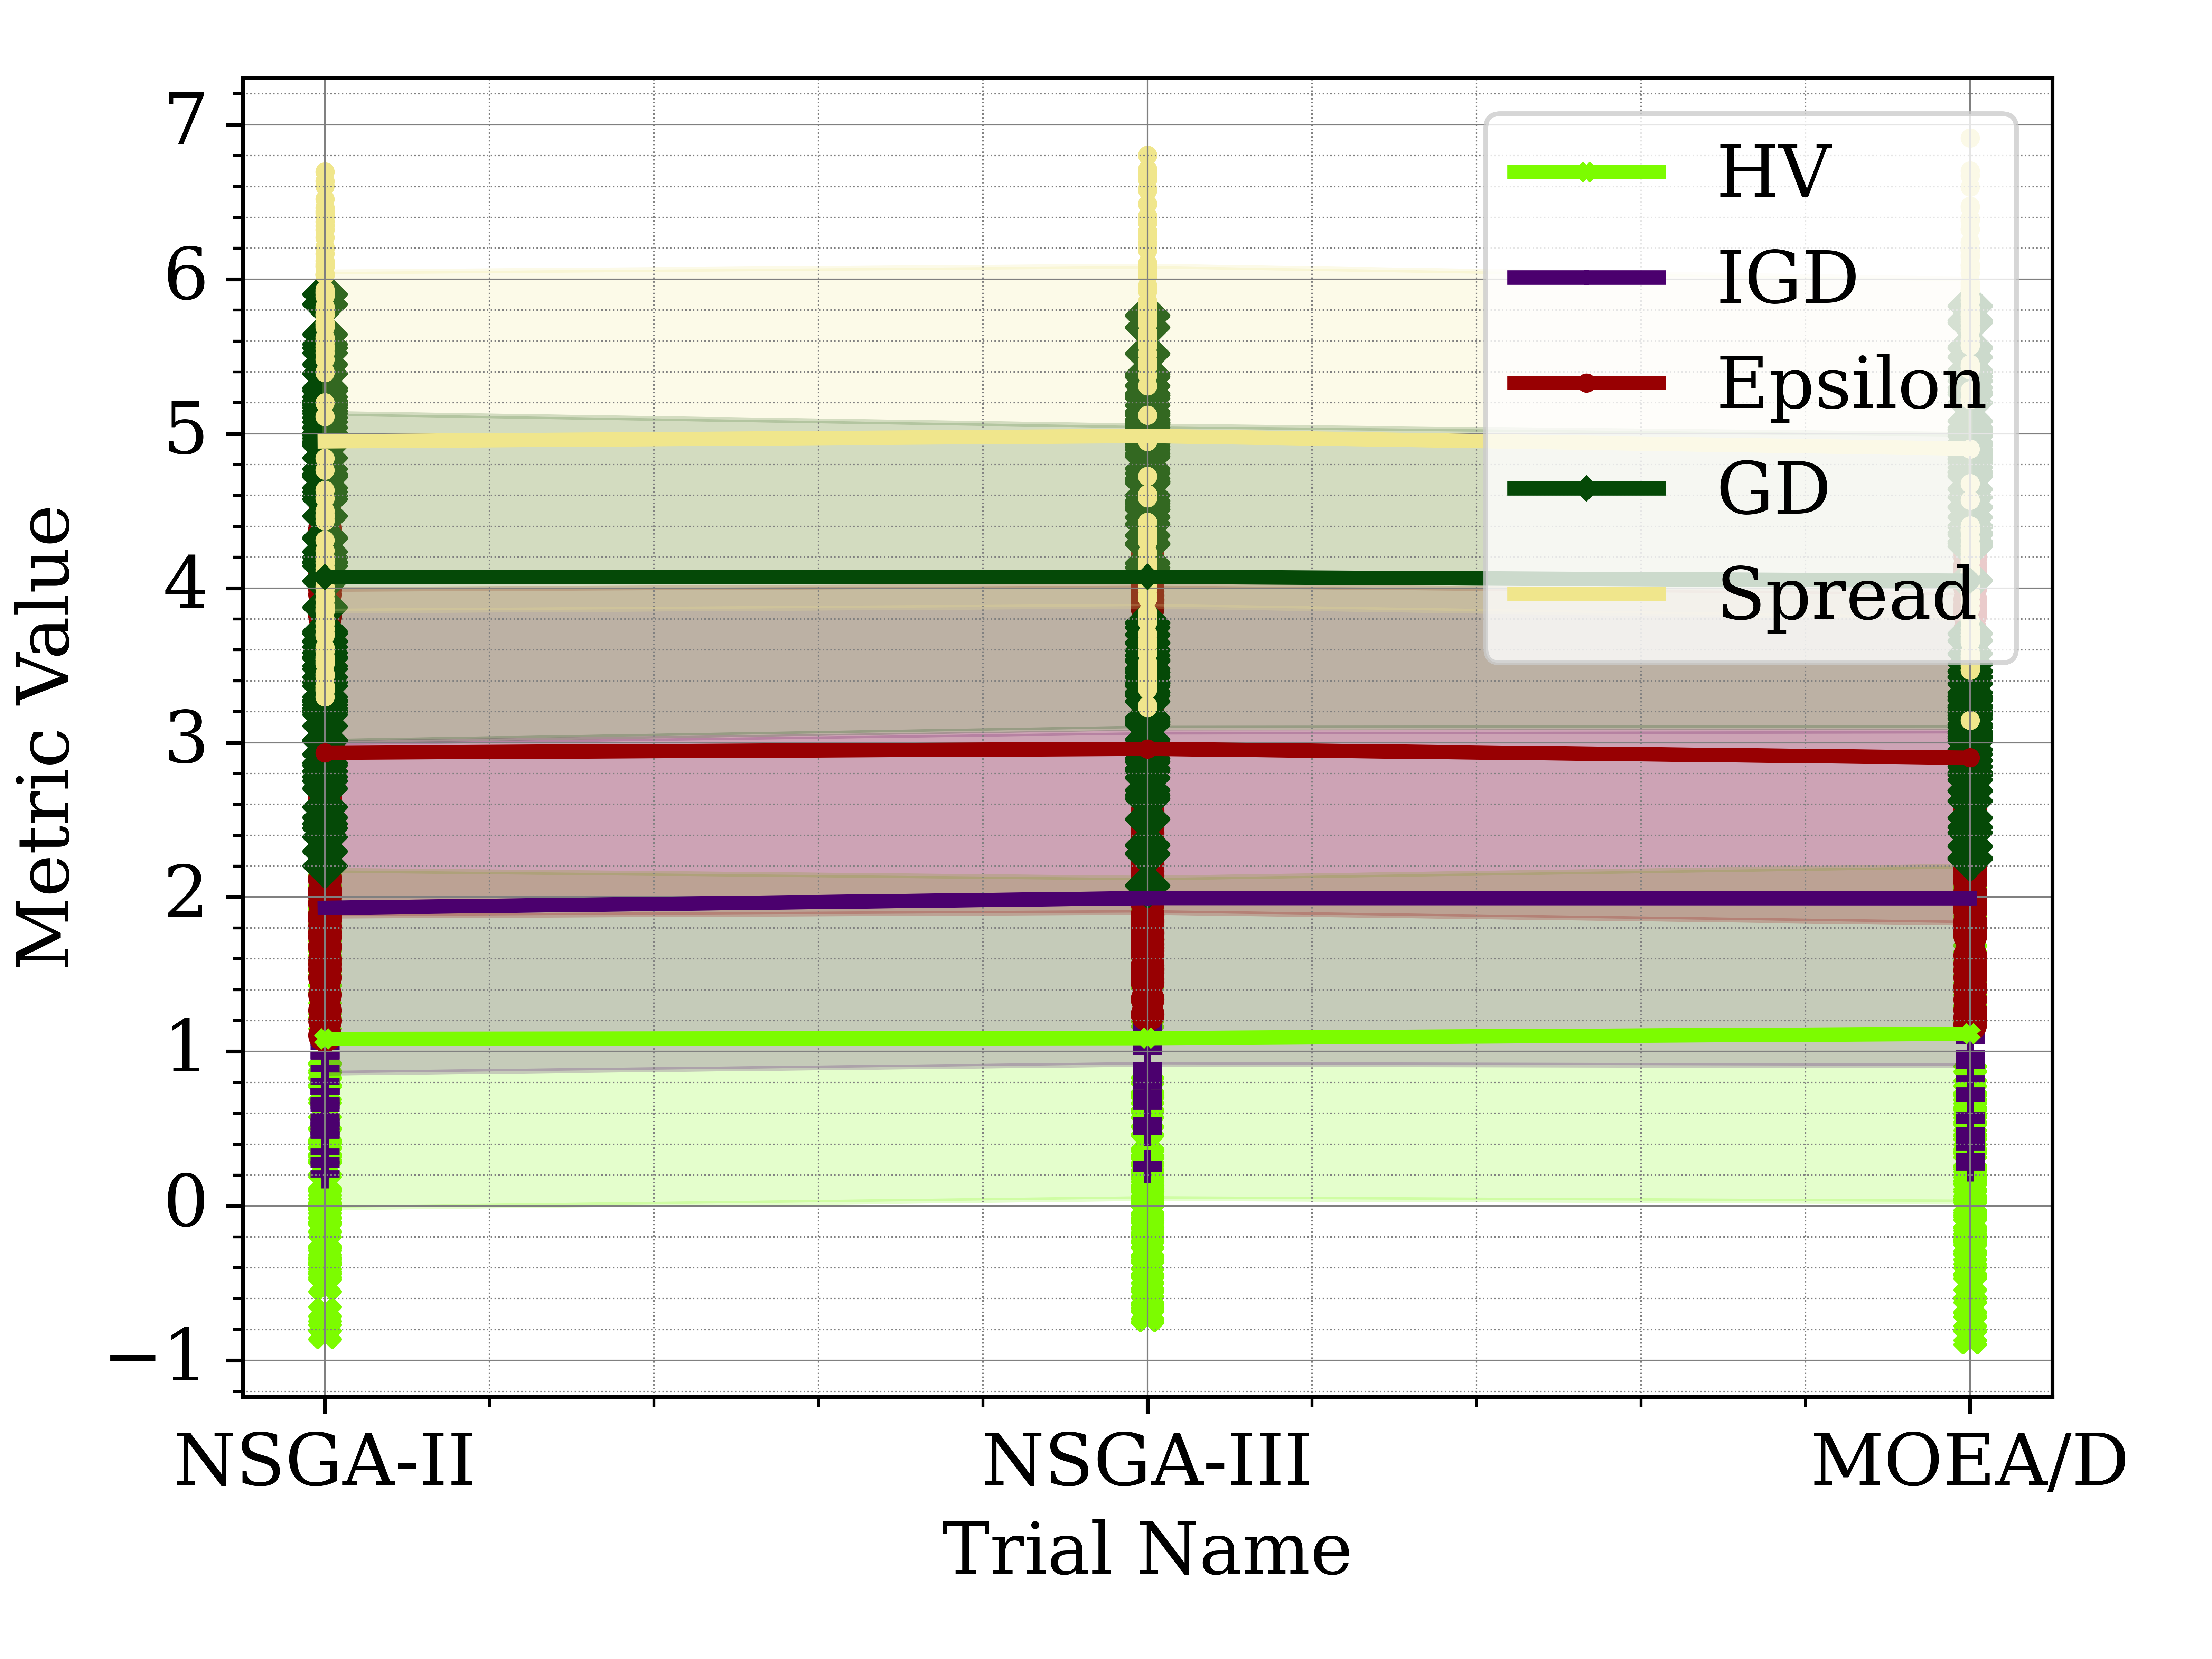 7
6
5
4
3
2
1
0
−1
Metric Value
HV
IGD
Epsilon
GD
Spread
NSGA-II
NSGA-III
MOEA/D
Trial Name